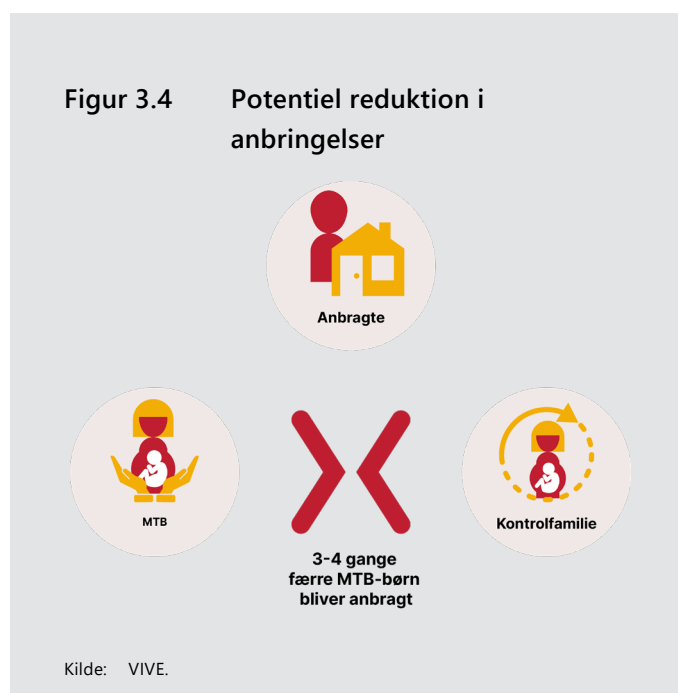 Figur 3.4 Potentiel reduktion i
anbringelser
Anbragte
MTB
3-4 gange
færre MTB-børn
bliver anbragt
Kontrolfamilie
Kilde: VIVE.